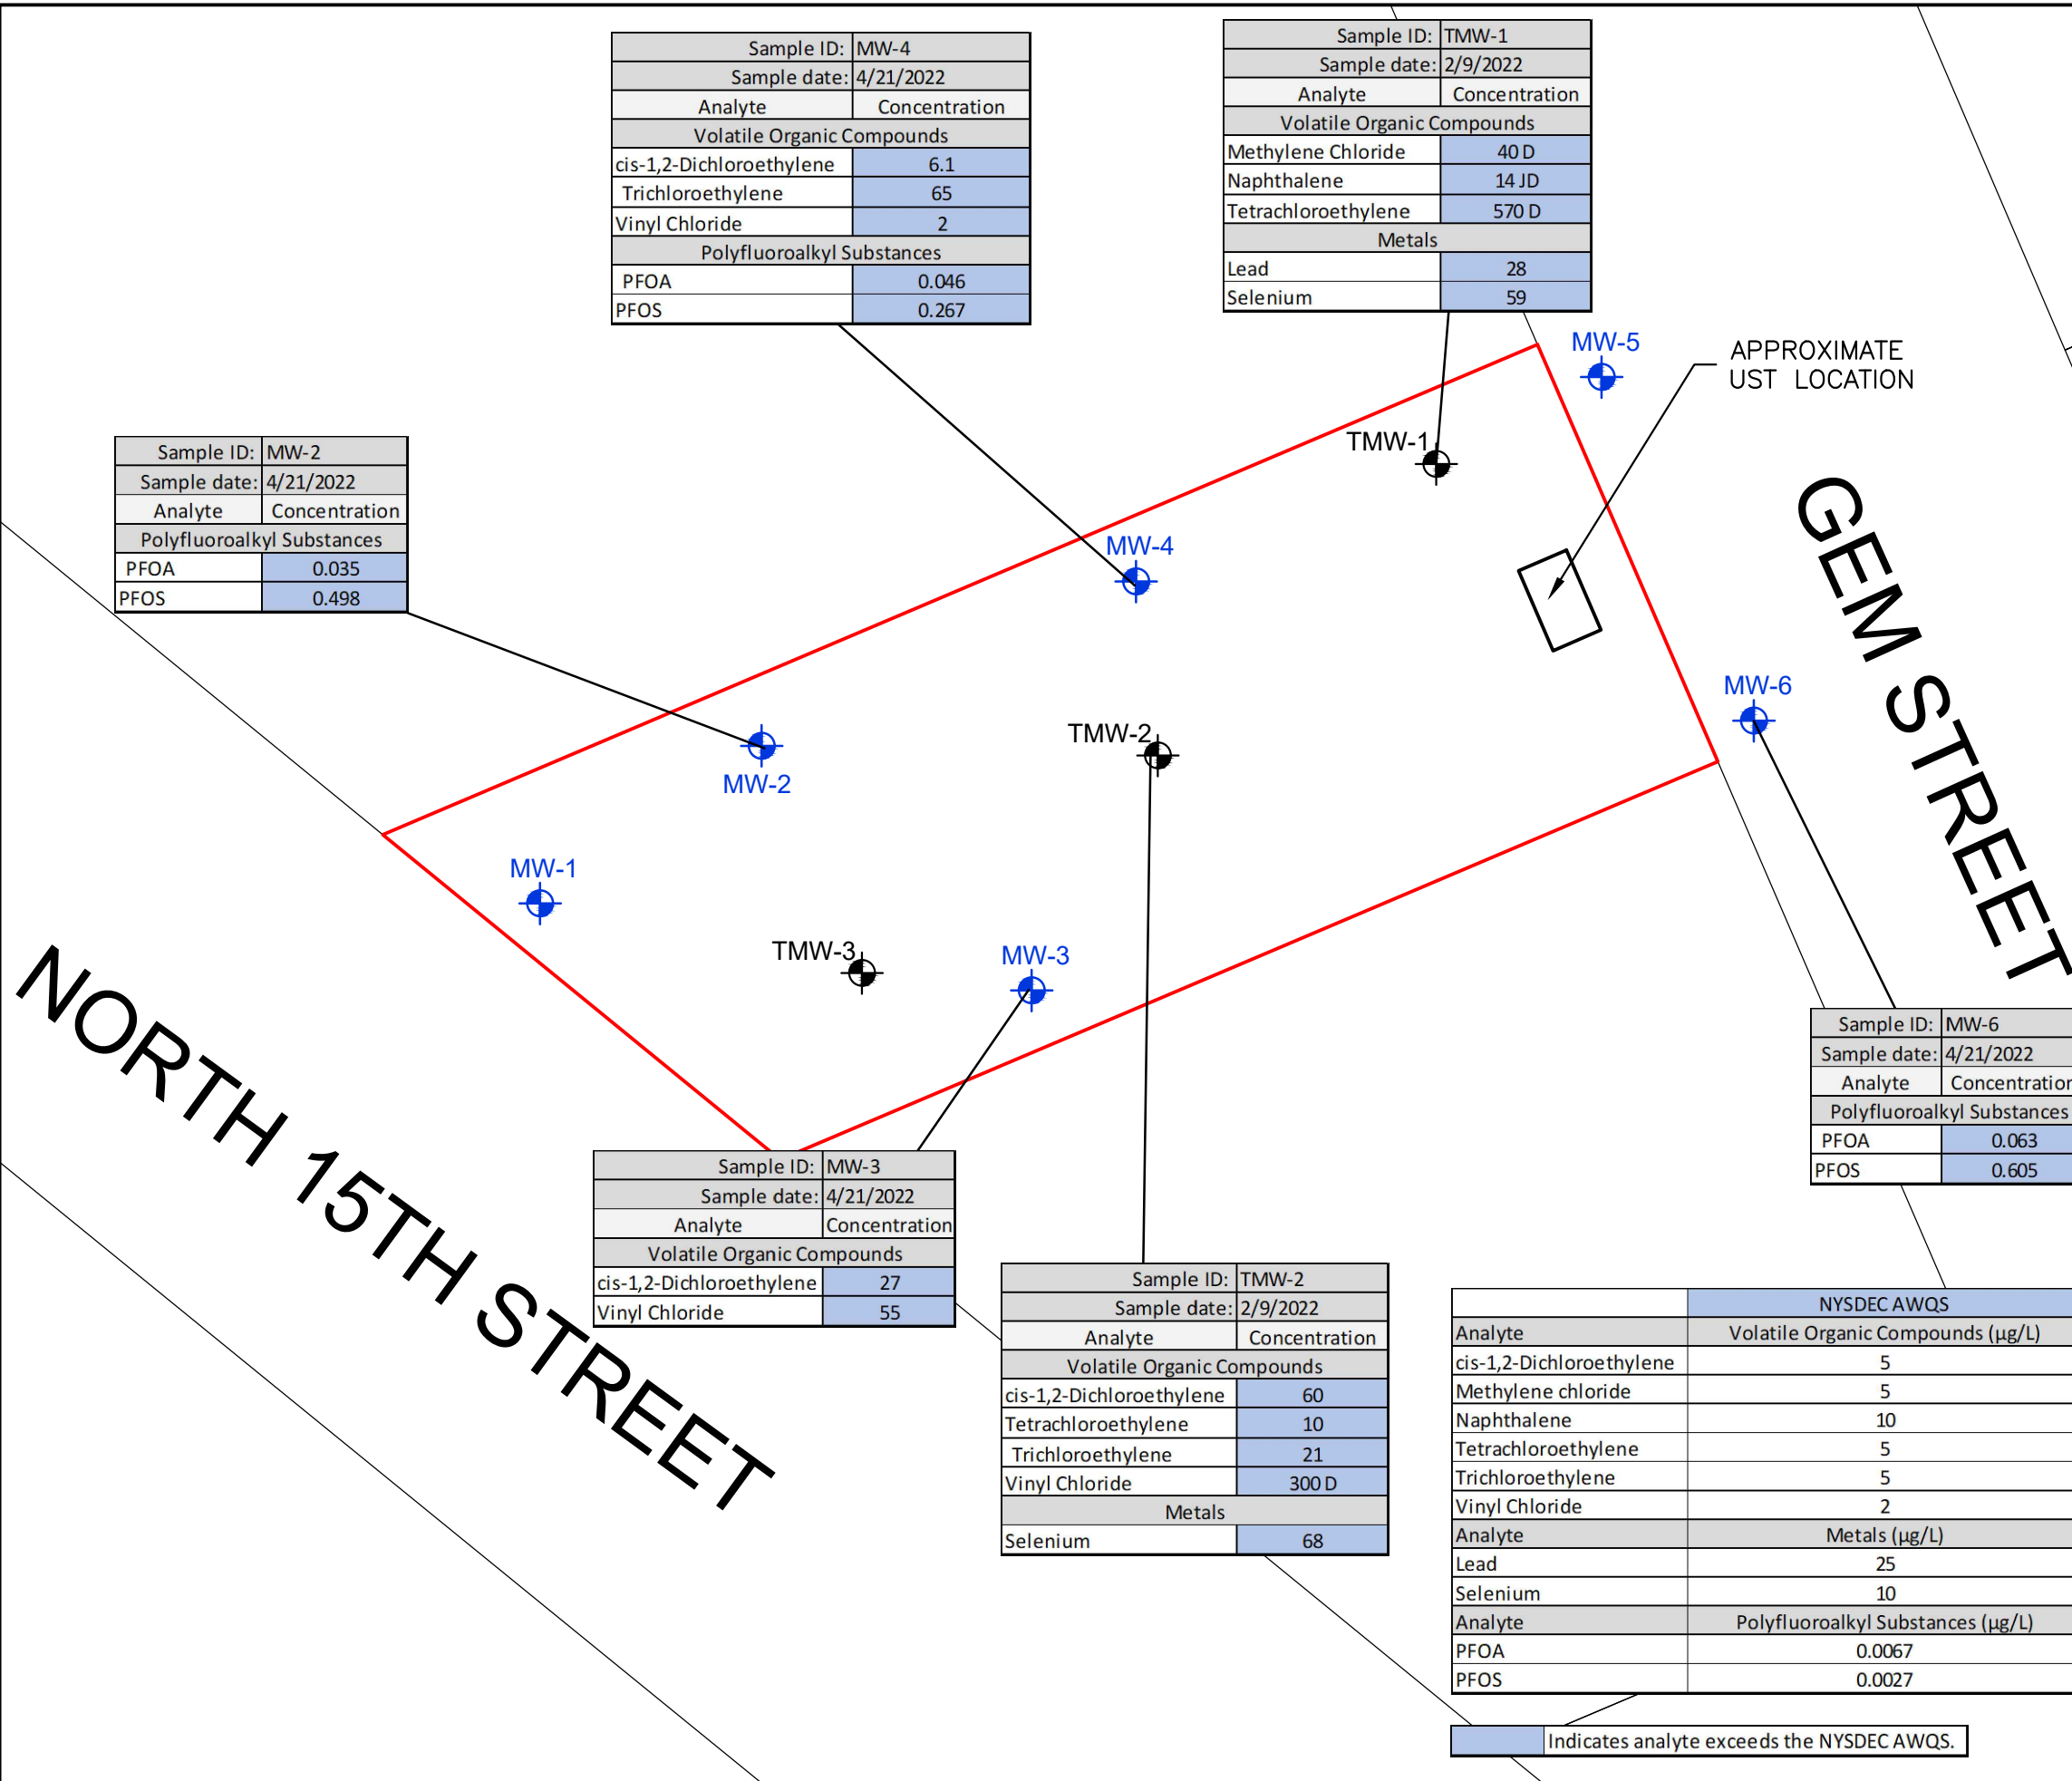 Sample ID: MW-4
Sample date: 4/21/2022
Analyte Concentration
Volatile Organic Compounds
cis-1,2-Dichloroethylene 6.1
Trichloroethylene 65
Vinyl Chloride 2
Polyfluoroalkyl Substances
PFOA 0.046
PFOS 0.267
Sample ID: TMW-1
Sample date: 2/9/2022
Analyte Concentration
Volatile Organic Compounds
Methylene Chloride 40 D
Naphthalene 14 JD
Tetrachloroethylene 570 D
Metals
Lead 28
Selenium 59
MW-5
APPROXIMATE
UST LOCATION
TMW-1
Sample ID: MW-2
Sample date: 4/21/2022
Analyte Concentration
Polyfluoroalkyl Substances
PFOA 0.035
PFOS 0.498
MW-4
GEM STREET
MW-6
TMW-2
MW-2
MW-1
TMW-3
MW-3
NORTH 15TH STREET
Sample ID: MW-6
Sample date: 4/21/2022
Analyte Concentration
Polyfluoroalkyl Substances
PFOA 0.063
PFOS 0.605
Sample ID: MW-3
Sample date: 4/21/2022
Analyte Concentration
Volatile Organic Compounds
cis-1,2-Dichloroethylene 27
Vinyl Chloride 55
Sample ID: TMW-2
Sample date: 2/9/2022
Analyte Concentration
Volatile Organic Compounds
cis-1,2-Dichloroethylene 60
Tetrachloroethylene 10
Trichloroethylene 21
Vinyl Chloride 300 D
Metals
Selenium 68
NYSDEC AWQS
Analyte Volatile Organic Compounds (µg/L)
cis-1,2-Dichloroethylene 5
Methylene chloride 5
Naphthalene 10
Tetrachloroethylene 5
Trichloroethylene 5
Vinyl Chloride 2
Analyte Metals (µg/L)
Lead 25
Selenium 10
Analyte Polyfluoroalkyl Substances (µg/L)
PFOA 0.0067
PFOS 0.0027
Indicates analyte exceeds the NYSDEC AWQS.